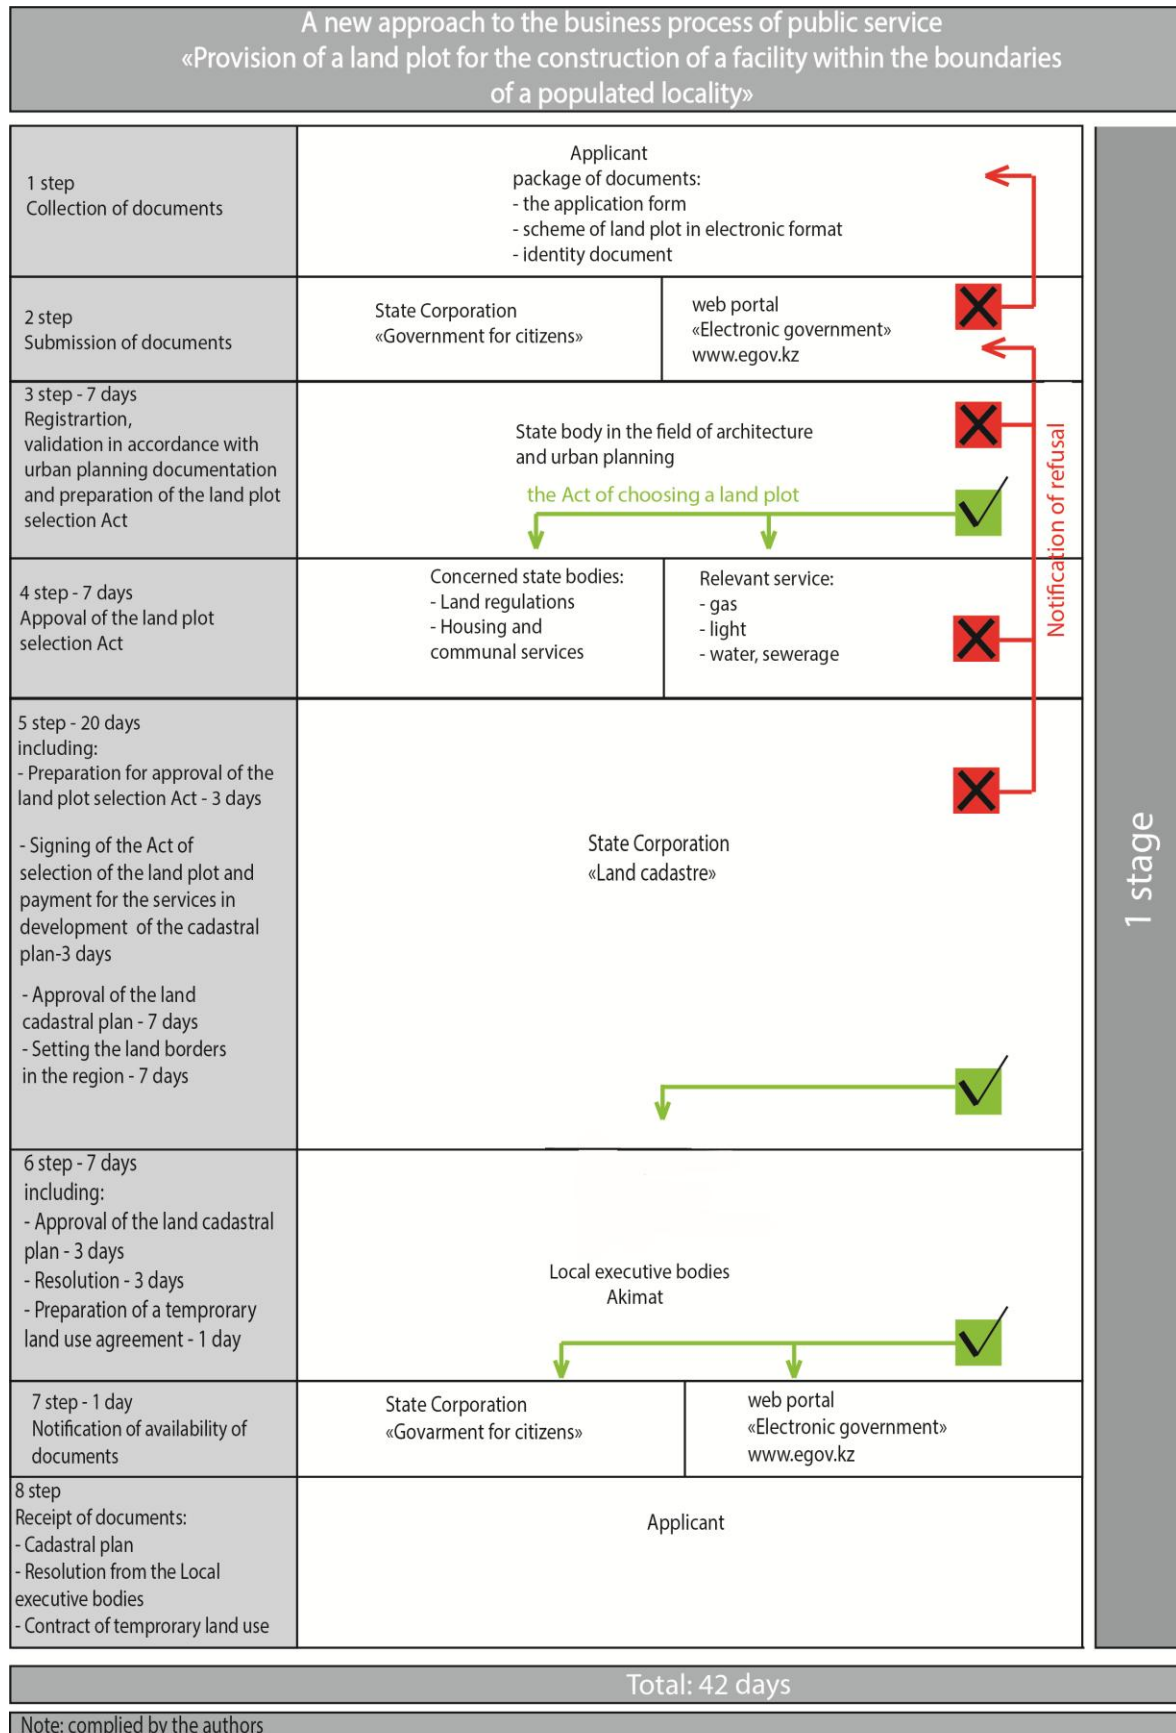 A new approach to the business process of public service
«Provision of a land plot for the construction of a facility within the boundaries
of a populated locality»
1 step
Collection of documents
Applicant
package of documents:
- the application form
- scheme of land plot in electronic format
- identity document
2 step
Submission of documents
State Corporation
«Government for citizens»
web portal
«Electronic government»
www.egov.kz
3 step - 7 days
Registrartion,
validation in accordance with
urban planning documentation
and preparation of the land plot
selection Act
State body in the field of architecture
and urban planning
the Act of choosing a land plot
Notification of refusal
4 step - 7 days
Appoval of the land plot
selection Act
Concerned state bodies:
- Land regulations
- Housing and
communal services
Relevant service:
- gas
- light
- water, sewerage
5 step - 20 days
including:
- Preparation for approval of the
land plot selection Act - 3 days
- Signing of the Act of
selection of the land plot and
payment for the services in
development of the cadastral
plan-3 days
- Approval of the land
cadastral plan - 7 days
- Setting the land borders
in the region - 7 days
State Corporation
«Land cadastre»
1 stage
6 step - 7 days
including:
- Approval of the land cadastral
plan - 3 days
- Resolution - 3 days
- Preparation of a temprorary
land use agreement - 1 day
Local executive bodies
Akimat
7 step - 1 day
Notification of availability of
documents
State Corporation
«Govarment for citizens»
web portal
«Electronic government»
www.egov.kz
8 step
Receipt of documents:
- Cadastral plan
- Resolution from the Local
executive bodies
- Contract of temprorary land use
Applicant
Total: 42 days
Note: complied by the authors